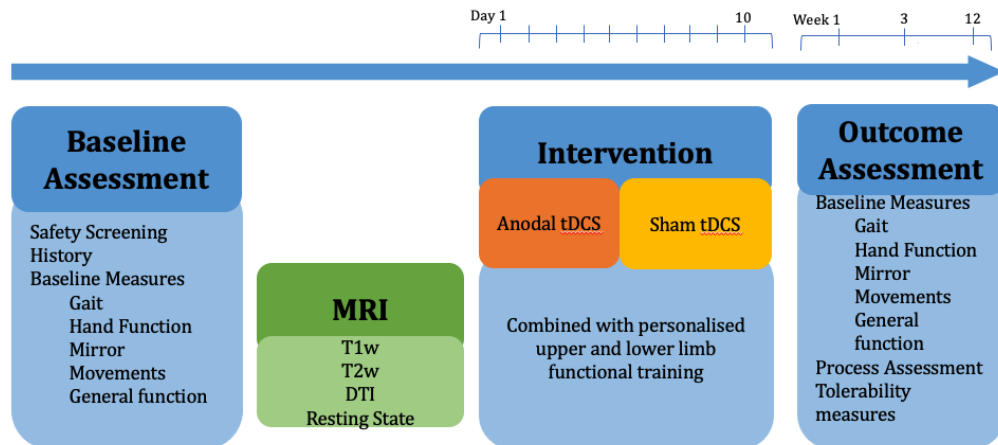 Day 1
10
Week 1
3
12
Baseline
Assessment
Safety Screening
History
Baseline Measures
Gait
Hand Function
Mirror
Movements
General function
MRI
T1w
T2w
DTI
Resting State
Intervention
Anodal tDCS
Sham tDCS
Combined with personalised
upper and lower limb
functional training
Outcome
Assessment
Baseline Measures
Gait
Hand Function
Mirror
Movements
General
function
Process Assessment
Tolerability
measures